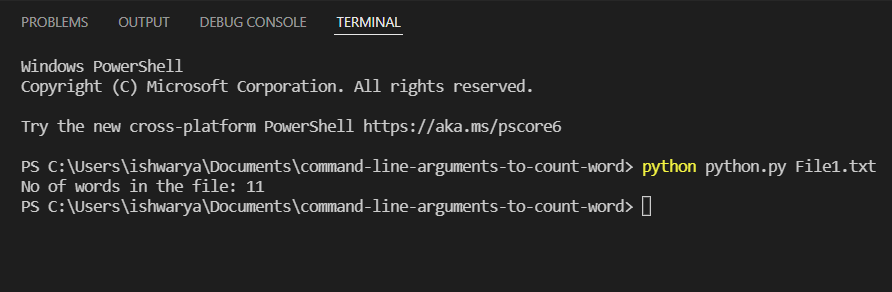 PROBLEMS OUTPUT DEBUG CONSOLE TERMINAL
Windows PowerShell
Copyright (C) Microsoft Corporation. All rights reserved.
Try the new cross-platform PowerShell https://aka.ms/pscore6
PS C:\Users\ishwarya\Documents\command-line-arguments-to-count-word> python python.py File1.txt
No of words in the file: 11
PS C:\Users\ishwarya\Documents\command-line-arguments-to-count-word>